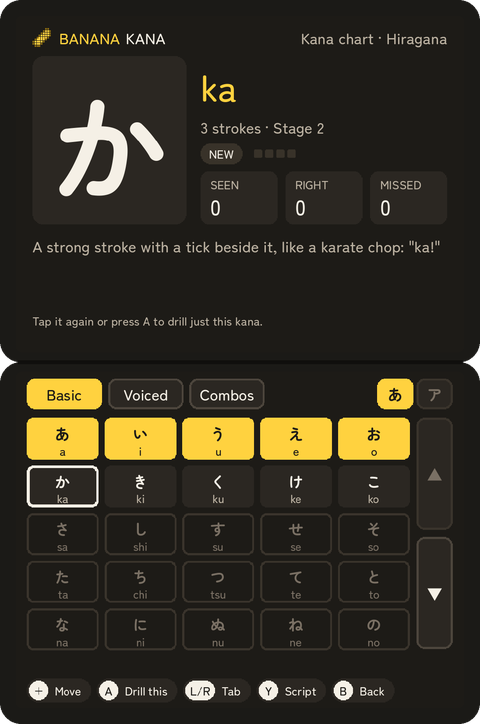 BANANA KANA
Kana chart · Hiragana
か
ka
3 strokes · Stage 2
NEW
SEEN RIGHT MISSED
0 0 0
A strong stroke with a tick beside it, like a karate chop: "ka!"
Tap it again or press A to drill just this kana.
Basic Voiced Combos あ ア
あ い う え お
a i u e o
か き く け こ
ka ki ku ke ko
さ し す せ そ
sa shi su se so
た ち つ て と
ta chi tsu te to
な に ぬ ね の
na ni nu ne no
+ Move A Drill this L/R Tab Y Script B Back